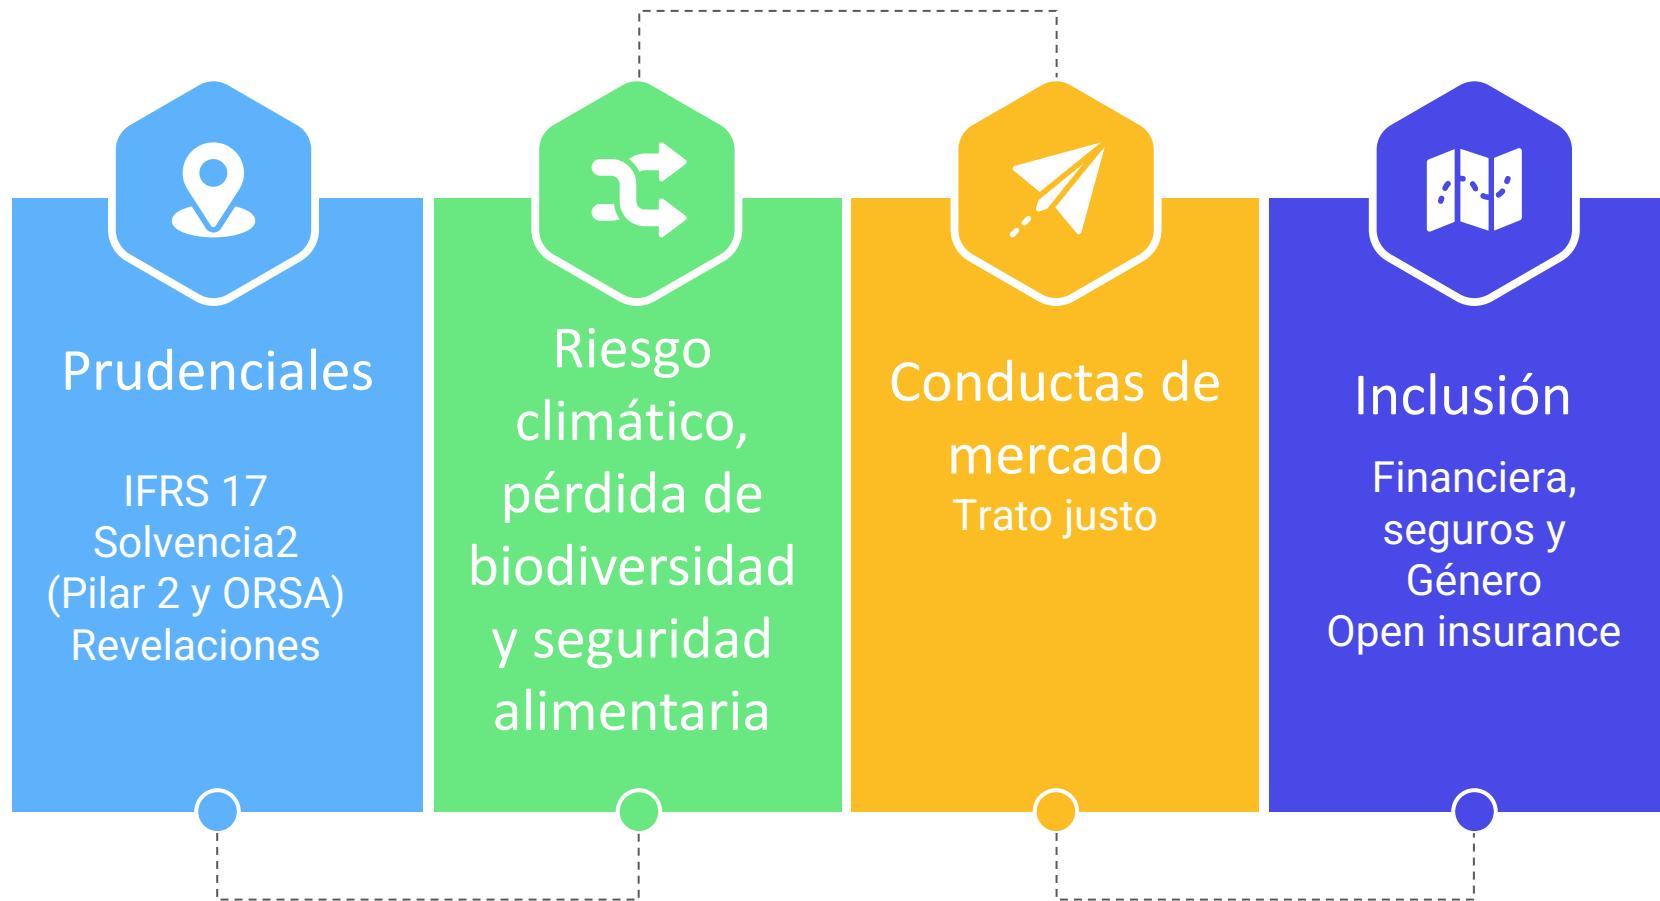 Prudenciales
IFRS 17
Solvencia2
(Pilar 2 y ORSA)
Revelaciones
Riesgo
climático,
pérdida de
biodiversidad
y seguridad
alimentaria
Conductas de
mercado
Trato justo
Inclusión
Financiera,
seguros y
Género
Open insurance